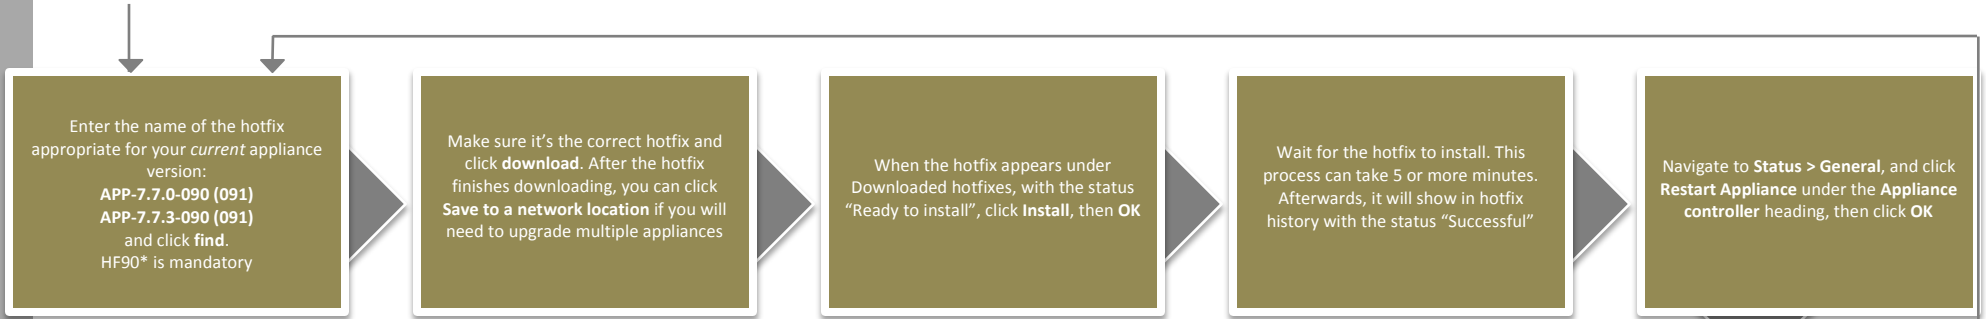 Enter the name of the hotfix
appropriate for your current appliance
version:
APP-7.7.0-090 (091)
APP-7.7.3-090 (091)
and click find.
HF90* is mandatory
Make sure it’s the correct hotfix and
click download. After the hotfix
finishes downloading, you can click
Save to a network location if you will
need to upgrade multiple appliances
When the hotfix appears under
Downloaded hotfixes, with the status
“Ready to install”, click Install, then OK
Wait for the hotfix to install. This
process can take 5 or more minutes.
Afterwards, it will show in hotfix
history with the status “Successful”
Navigate to Status > General, and click
Restart Appliance under the Appliance
controller heading, then click OK